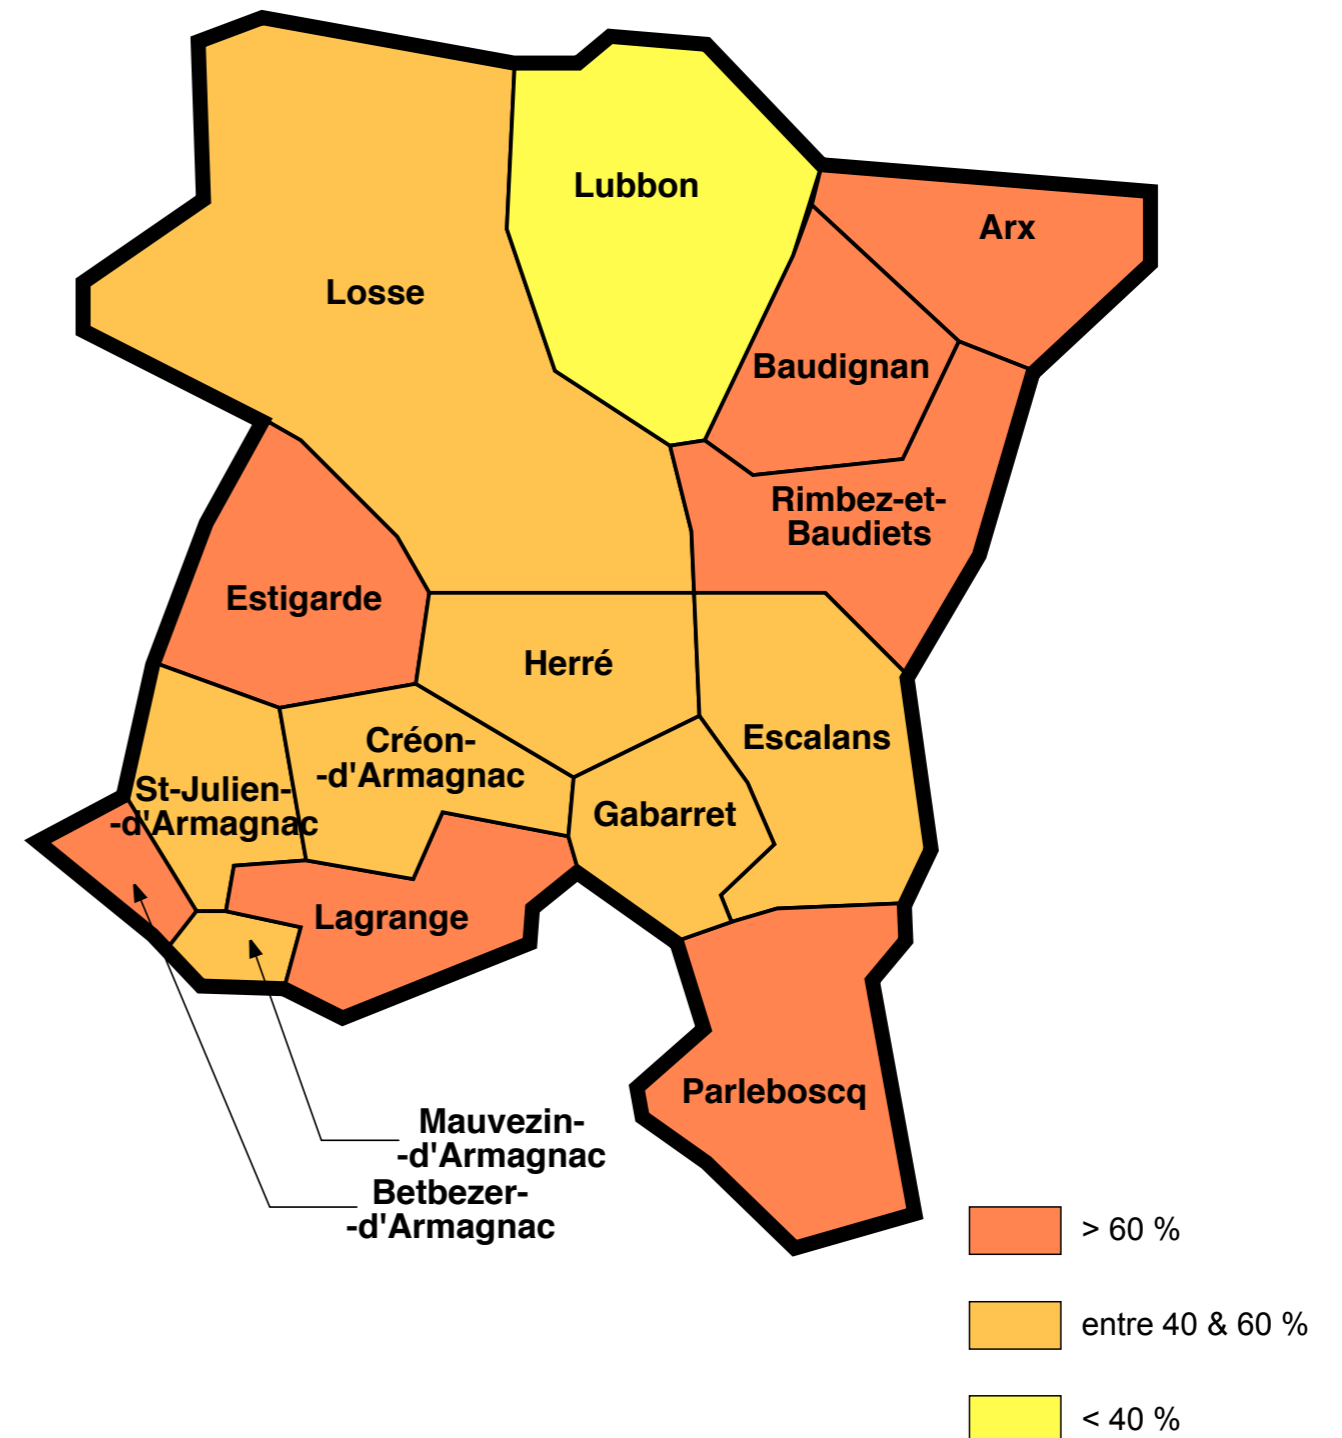 Lubbon
Arx
Losse
Baudignan
Rimbez-et-
Baudiets
Estigarde
Herré
Escalans
Créon-
-d'Armagnac
St-Julien-
-d'Armagnac
Gabarret
Lagrange
Parleboscq
Mauvezin-
-d'Armagnac
Betbezer-
-d'Armagnac
> 60 %
entre 40 & 60 %
< 40 %